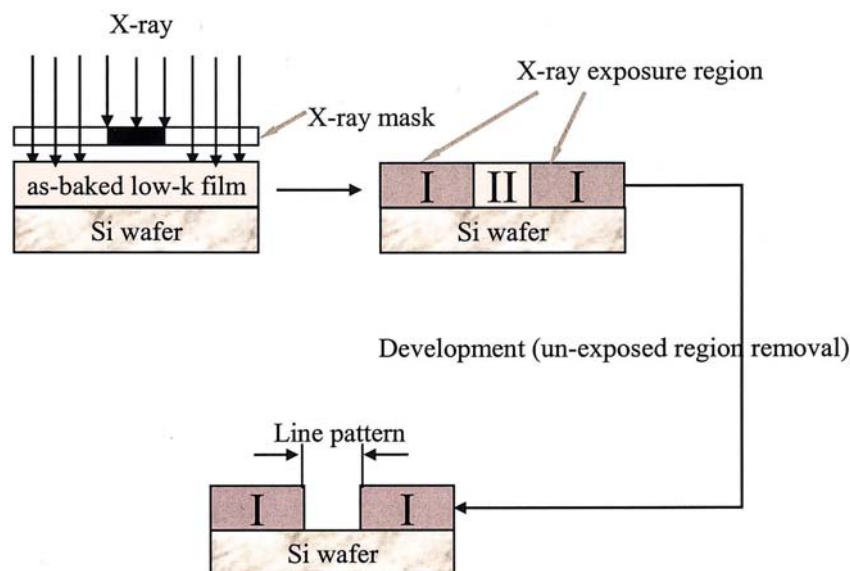 X-ray
X-ray mask
as-baked low-k film
Si wafer
X-ray exposure region
I II I
Si wafer
Development (un-exposed region removal)
Line pattern
I I
Si wafer